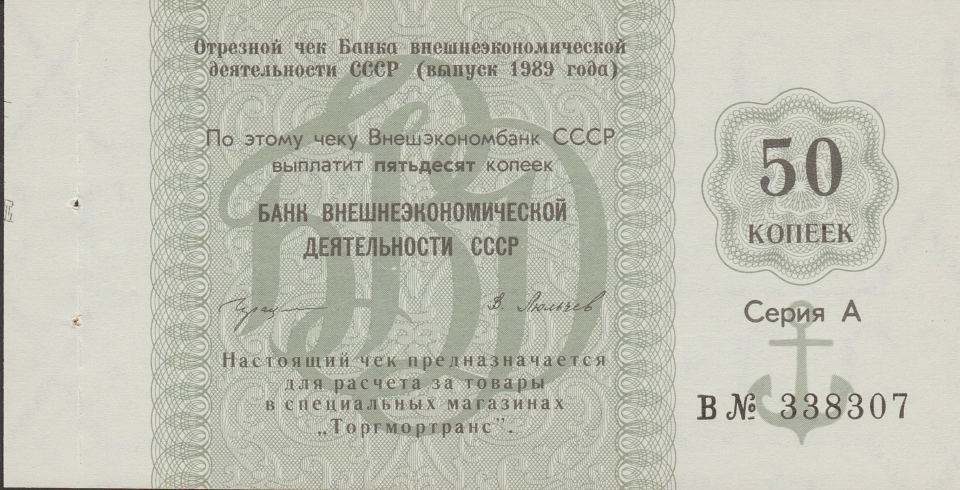 Отрезной чек Банка внешнеэкономической
деятельности СССР (выпуск 1989 года)
По этому чеку Внешэкономбанк СССР
выплатит пятьдесят копеек
БАНК ВНЕШНЕЭКОНОМИЧЕСКОЙ
ДЕЯТЕЛЬНОСТИ СССР
Настоящий чек предназначается
для расчета за товары
в специальных магазинах
„Торгмортранс".
50
КОПЕЕК
Серия А
В № 338307